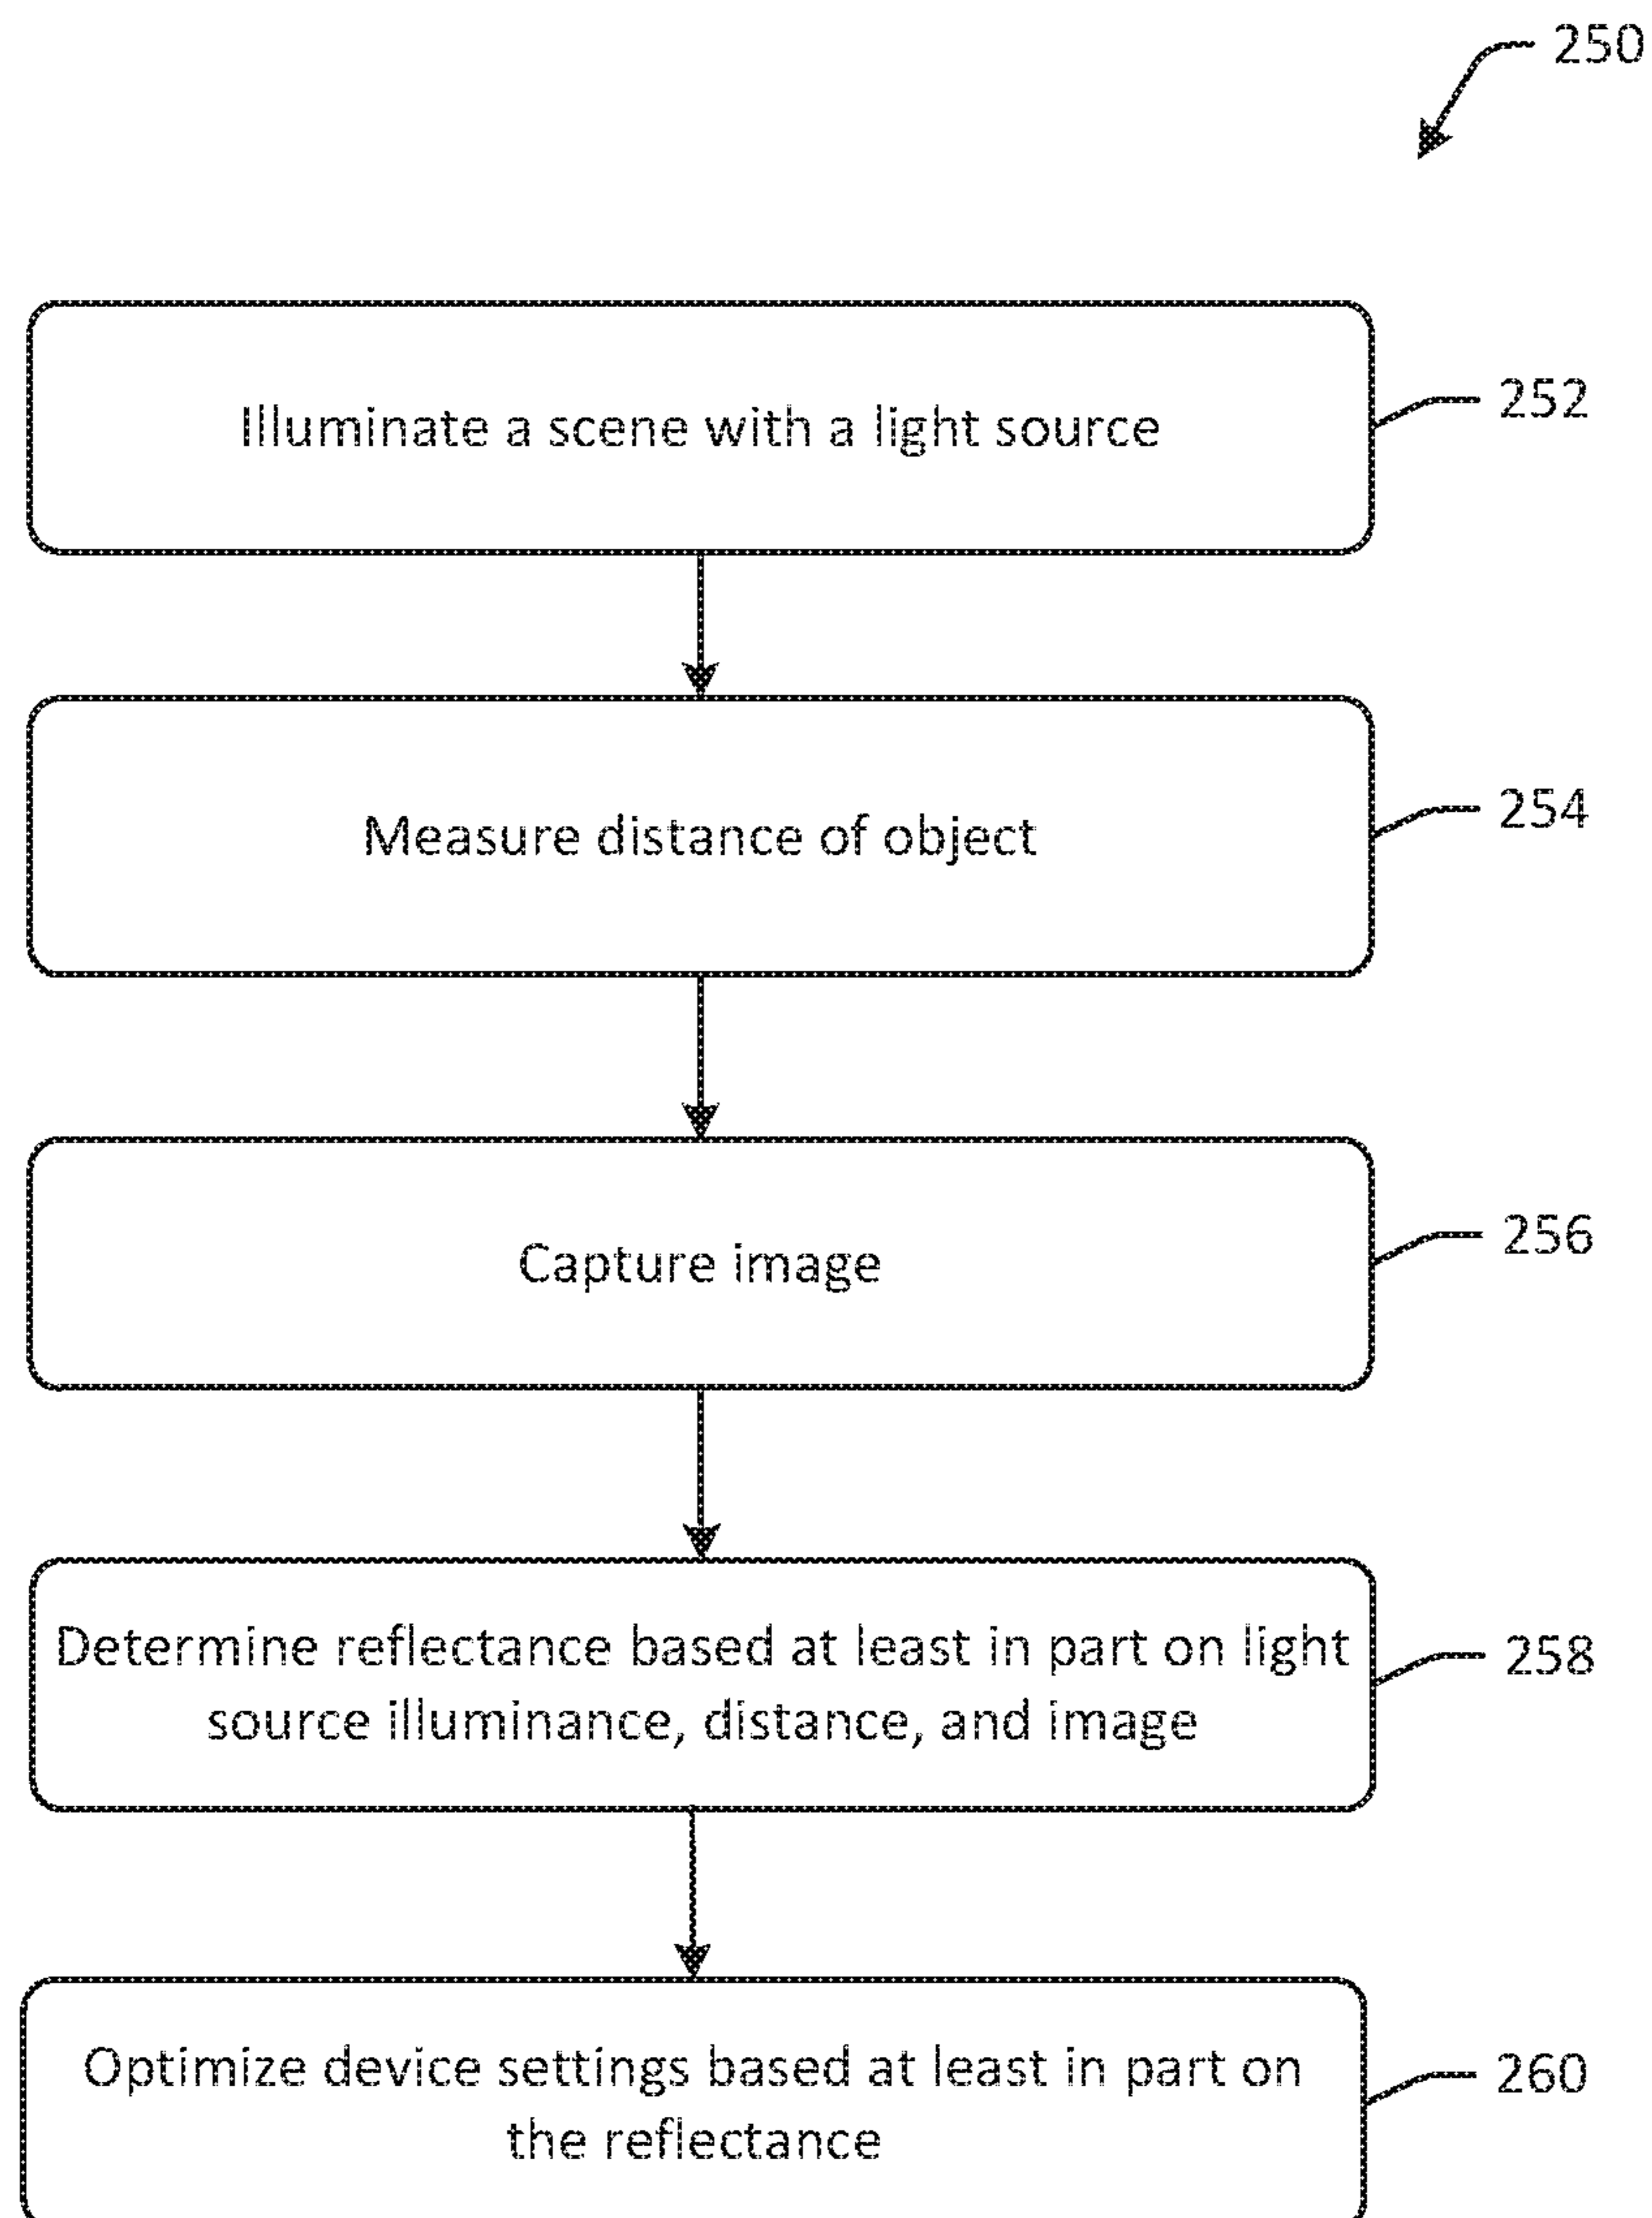 250
Illuminate a scene with a light source
252
Measure distance of object
254
Capture image
256
Determine reflectance based at least in part on light
source illuminance, distance, and image
258
Optimize device settings based at least in part on
the reflectance
260